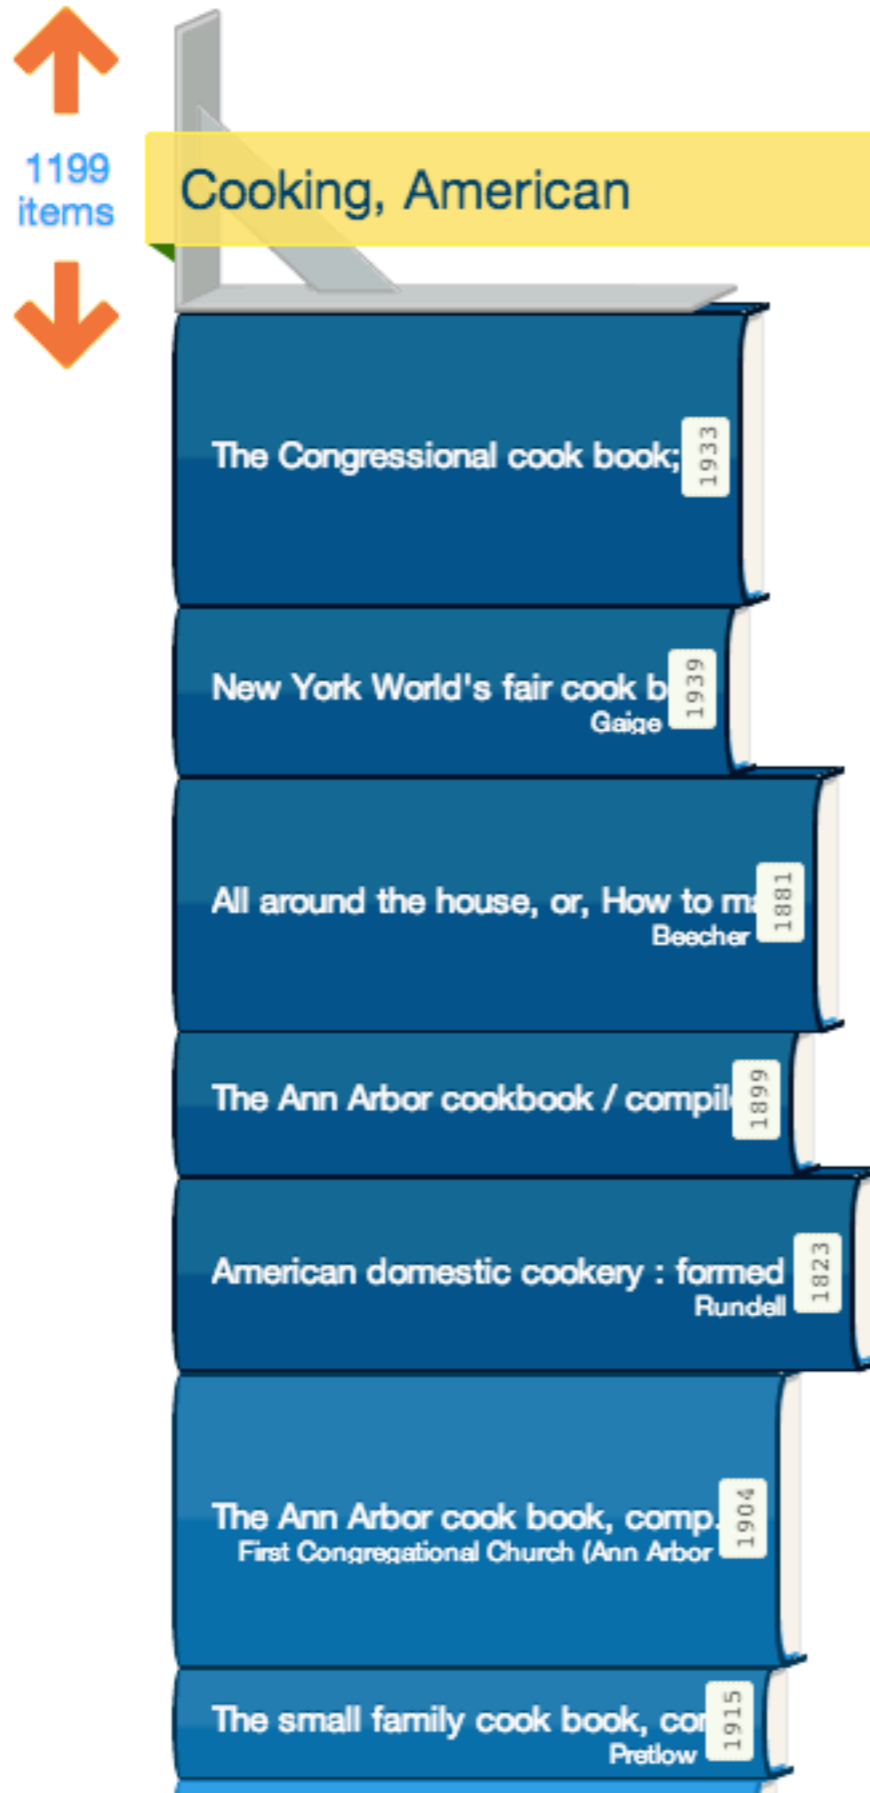 1199
items
Cooking, American
The Congressional cook book;
1933
New York World's fair cook b
Gaige
1939
All around the house, or, How to ma
Beecher
1881
The Ann Arbor cookbook / compil
1899
American domestic cookery : formed
Rundell
1823
The Ann Arbor cook book, comp.
First Congregational Church (Ann Arbor
1904
The small family cook book, con
Pretlow
1915